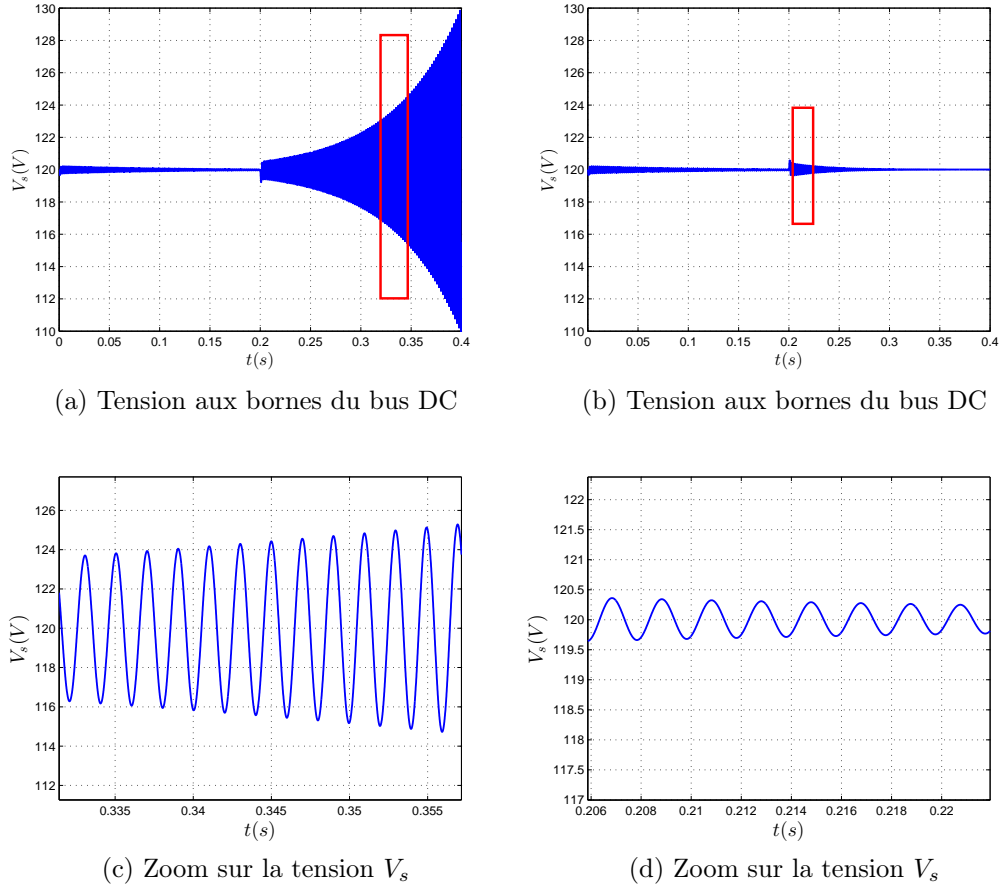 130
128
126
124
122
120
118
116
114
112
110
V_s(V)
0 0.05 0.1 0.15 0.2 0.25 0.3 0.35 0.4
t(s)
(a) Tension aux bornes du bus DC
130
128
126
124
122
120
118
116
114
112
110
V_s(V)
0 0.05 0.1 0.15 0.2 0.25 0.3 0.35 0.4
t(s)
(b) Tension aux bornes du bus DC
126
124
122
120
118
116
114
112
V_s(V)
0.335 0.34 0.345 0.35 0.355
t(s)
(c) Zoom sur la tension V_s
122
121.5
121
120.5
120
119.5
119
118.5
118
117.5
117
V_s(V)
0.206 0.208 0.21 0.212 0.214 0.216 0.218 0.22
t(s)
(d) Zoom sur la tension V_s